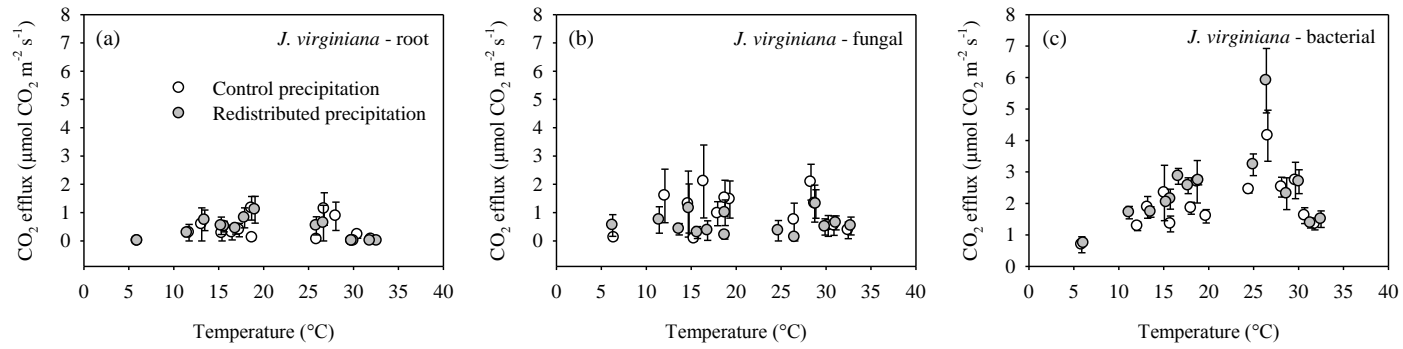 8
7
6
5
4
3
2
1
0
(a)
J. virginiana - root
Control precipitation
Redistributed precipitation
CO2 efflux (µmol CO2 m-2 s-1)
0 5 10 15 20 25 30 35 40
Temperature (°C)
8
7
6
5
4
3
2
1
0
(b)
J. virginiana - fungal
CO2 efflux (µmol CO2 m-2 s-1)
0 5 10 15 20 25 30 35 40
Temperature (°C)
8
7
6
5
4
3
2
1
0
(c)
J. virginiana - bacterial
CO2 efflux (µmol CO2 m-2 s-1)
0 5 10 15 20 25 30 35 40
Temperature (°C)